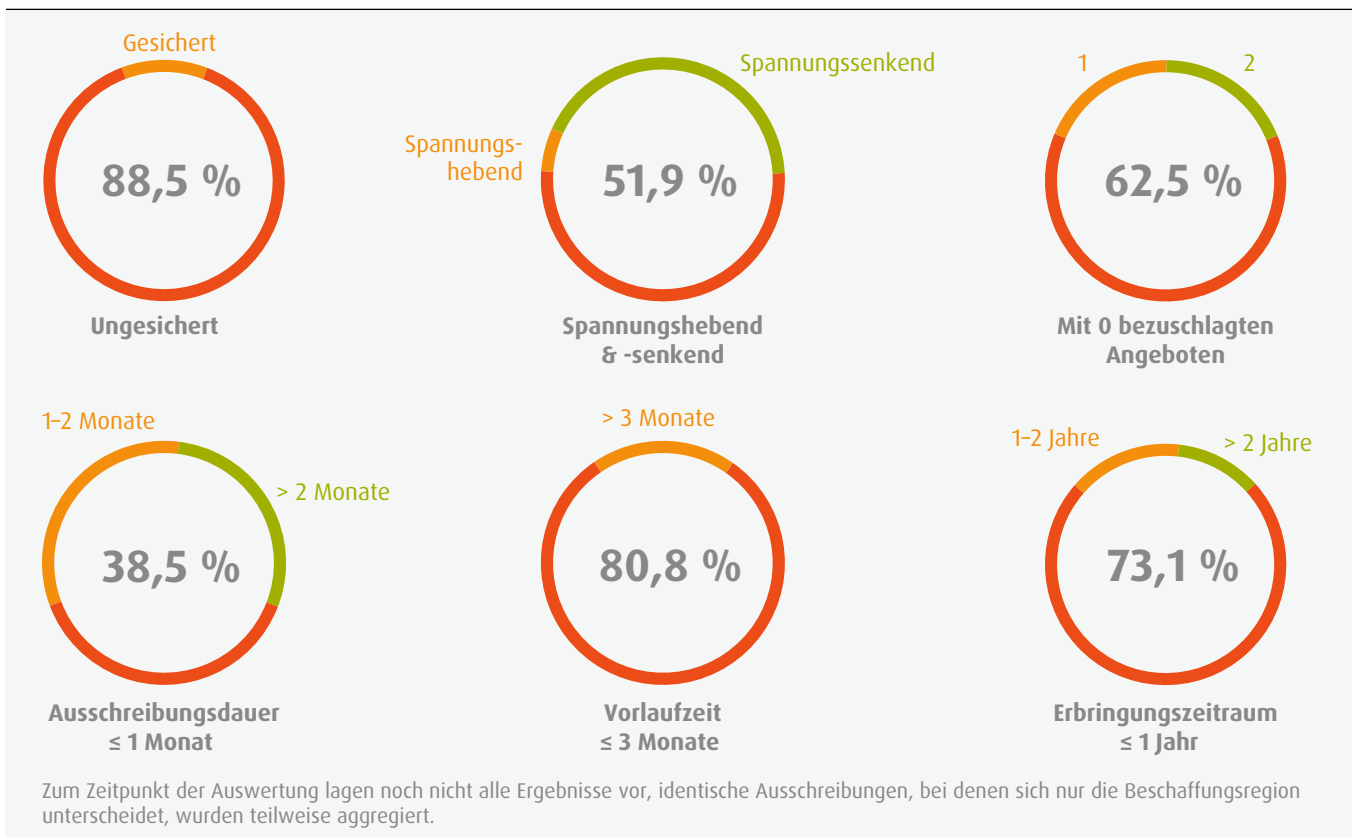 Gesichert
88,5 %
Ungesichert
Spannungssenkend
Spannungs-
hebend
51,9 %
Spannungshebend
& -senkend
1
2
62,5 %
Mit 0 bezuschlagten
Angeboten
1–2 Monate
> 2 Monate
38,5 %
Ausschreibungsdauer
≤ 1 Monat
> 3 Monate
80,8 %
Vorlaufzeit
≤ 3 Monate
1–2 Jahre
> 2 Jahre
73,1 %
Erbringungszeitraum
≤ 1 Jahr
Zum Zeitpunkt der Auswertung lagen noch nicht alle Ergebnisse vor, identische Ausschreibungen, bei denen sich nur die Beschaffungsregion
unterscheidet, wurden teilweise aggregiert.